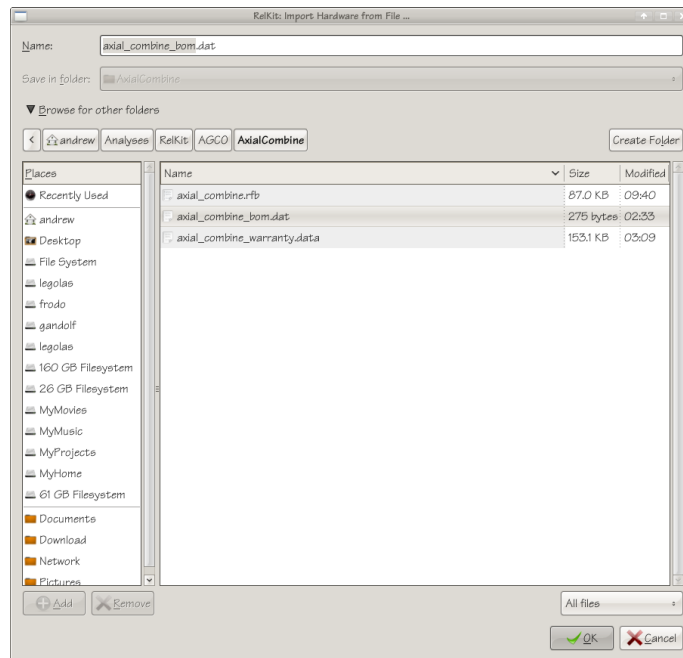 RelKit: Import Hardware from File ...
Name: axial_combine_bom.dat
Save in folder: AxialCombine
Browse for other folders
andrew Analyses RelKit AGCO AxialCombine Create Folder
Places Name Size Modified
Recently Used axial_combine.rfb 87.0 KB 09:40
andrew axial_combine_bom.dat 275 bytes 02:33
Desktop axial_combine_warranty.data 153.1 KB 03:09
File System
legolas
frodo
gandolf
legolas
160 GB Filesystem
26 GB Filesystem
MyMovies
MyMusic
MyProjects
MyHome
61 GB Filesystem
Documents
Download
Network
Pictures
Add Remove All files
OK Cancel